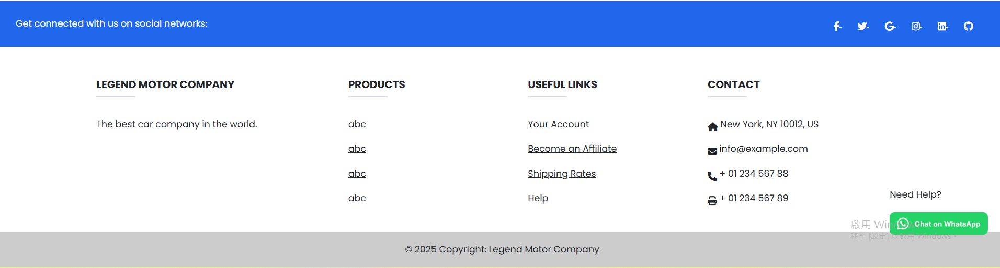 Get connected with us on social networks:
LEGEND MOTOR COMPANY
The best car company in the world.
PRODUCTS
abc
abc
abc
abc
USEFUL LINKS
Your Account
Become an Affiliate
Shipping Rates
Help
CONTACT
New York, NY 10012, US
info@example.com
+ 01 234 567 88
+ 01 234 567 89
Need Help?
Chat on WhatsApp
啟用 Windows
移至 [設定] 以啟用 Windows。
© 2025 Copyright: Legend Motor Company